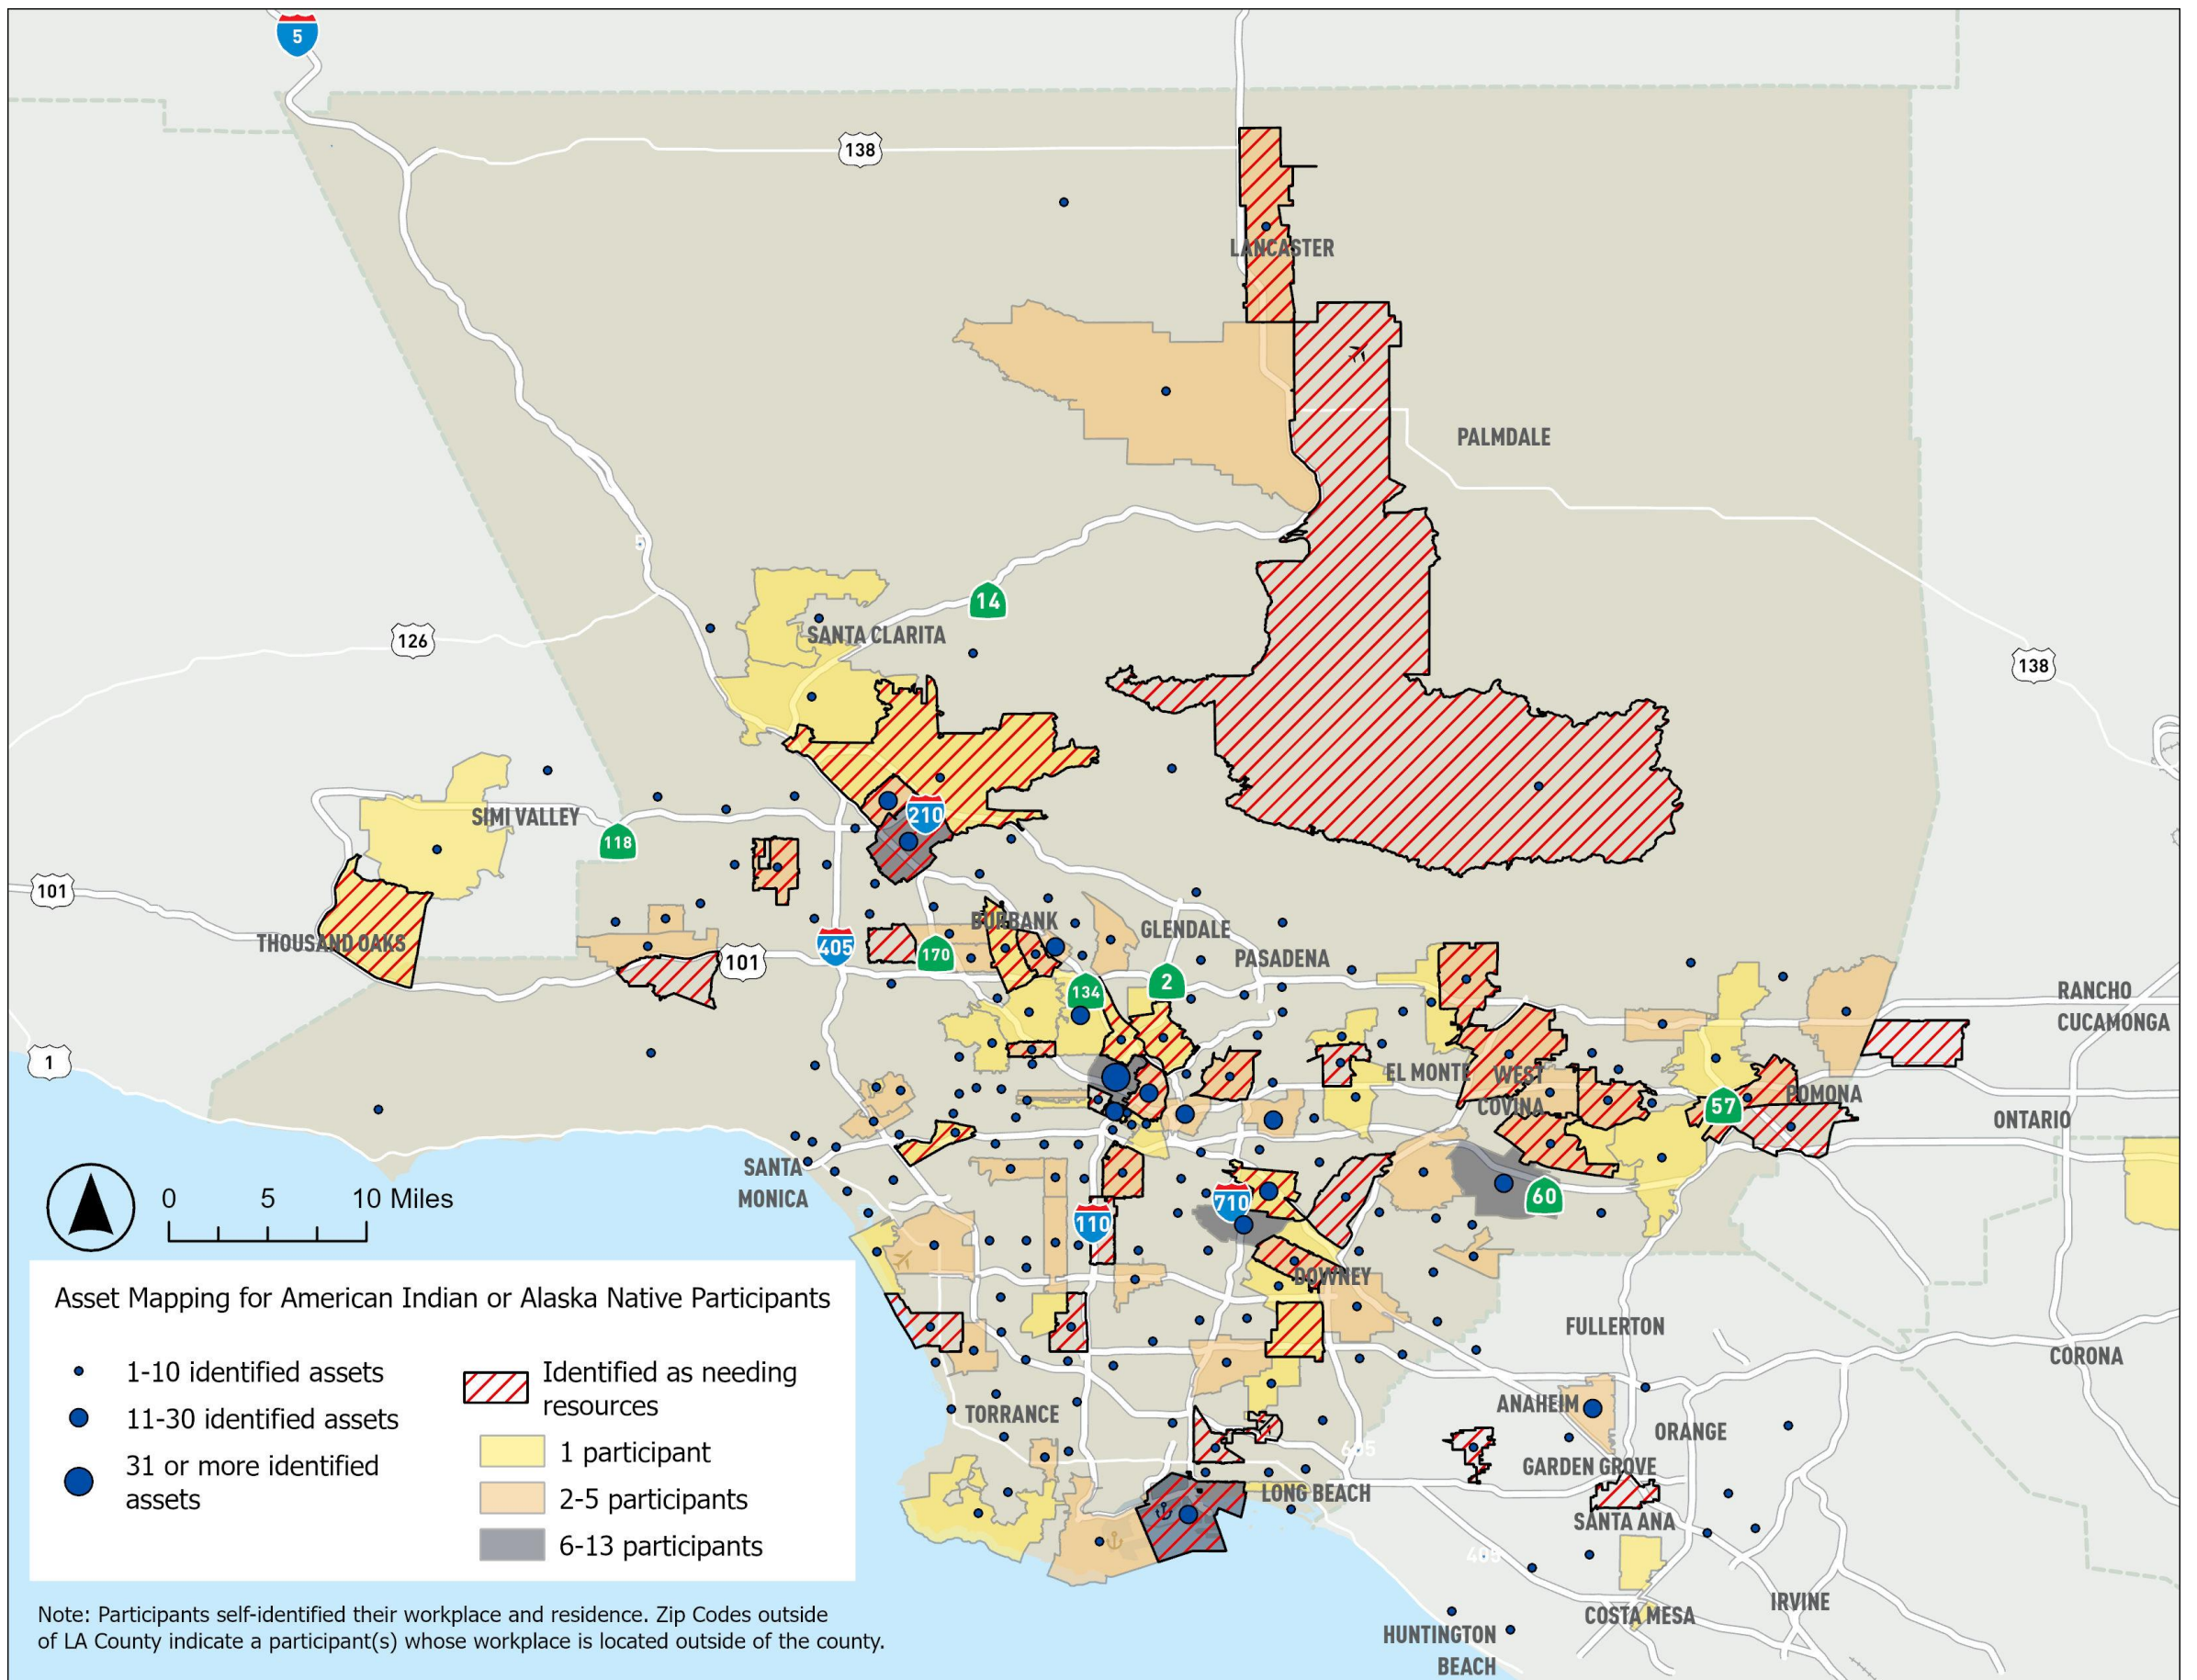 5
138
LANCASTER
PALMDALE
5
14
126
SANTA CLARITA
138
210
SIMI VALLEY
118
101
BURBANK
GLENDALE
THOUSAND OAKS
405
170
101
PASADENA
134
2
RANCHO
CUCAMONGA
1
EL MONTE
WEST
COVINA
57
POMONA
ONTARIO
SANTA
MONICA
0 5 10 Miles
710
60
110
DOWNEY
FULLERTON
CORONA
ANAHEIM
TORRANCE
ORANGE
605
GARDEN GROVE
LONG BEACH
SANTA ANA
405
IRVINE
COSTA MESA
HUNTINGTON
BEACH
Asset Mapping for American Indian or Alaska Native Participants
1-10 identified assets
11-30 identified assets
31 or more identified
assets
Identified as needing
resources
1 participant
2-5 participants
6-13 participants
Note: Participants self-identified their workplace and residence. Zip Codes outside
of LA County indicate a participant(s) whose workplace is located outside of the county.